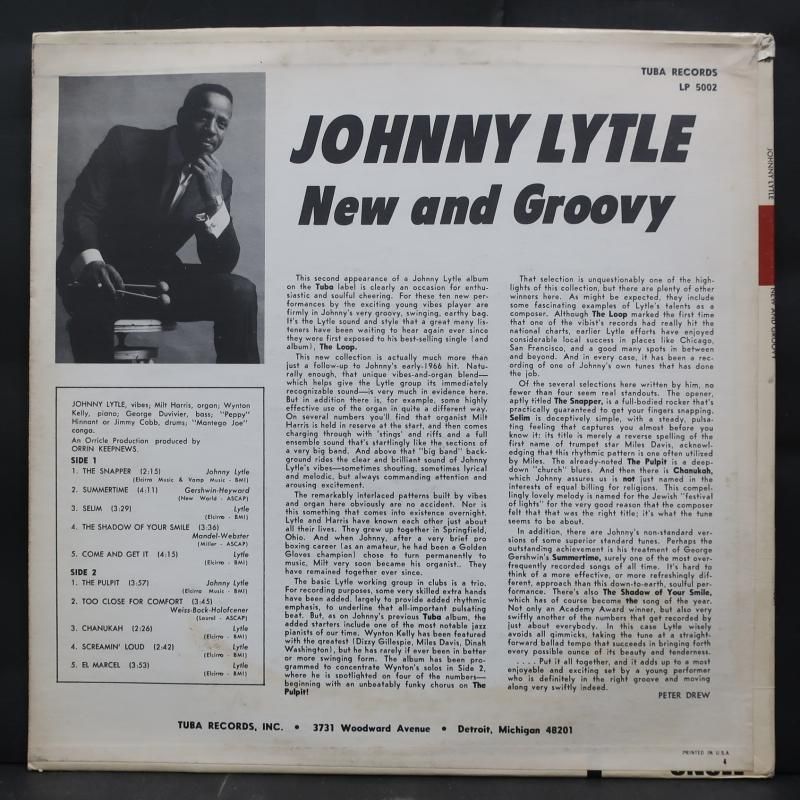 TUBA RECORDS
LP 5002
JOHNNY LYTLE
New and Groovy
JOHNNY LYTLE, vibes; Milt Harris, organ; Wynton
Kelly, piano; George Duvivier, bass; "Peppy"
Hinnant or Jimmy Cobb, drums; "Mantego Joe"
conga.
An Orricle Production produced by
ORRIN KEEPNEWS.
SIDE 1
1. THE SNAPPER (2:15) Johnny Lytle
(Elcirro Music & Vamp Music - BMI)
2. SUMMERTIME (4:11) Gershwin-Heyward
(New World - ASCAP)
3. SELIM (3:29) Lytle
(Elcirro - BMI)
4. THE SHADOW OF YOUR SMILE (3:36)
Mandel-Webster
(Miller - ASCAP)
5. COME AND GET IT (4:15) Lytle
(Elcirro - BMI)
SIDE 2
1. THE PULPIT (3:57) Johnny Lytle
(Elcirro Music - BMI)
2. TOO CLOSE FOR COMFORT (3:45)
Weiss-Bock-Holofcener
(Laurel - ASCAP)
3. CHANUKAH (2:26) Lytle
(Elcirro - BMI)
4. SCREAMIN' LOUD (2:42) Lytle
(Elcirro - BMI)
5. EL MARCEL (3:53) Lytle
(Elcirro - BMI)
This second appearance of a Johnny Lytle album
on the Tuba label is clearly an occasion for enthu-
siastic and soulful cheering. For these ten new per-
formances by the exciting young vibes player are
firmly in Johnny's very groovy, swinging, earthy bag.
It's the Lytle sound and style that a great many lis-
teners have been waiting to hear again ever since
they were first exposed to his best-selling single (and
album), The Loop.
This new collection is actually much more than
just a follow-up to Johnny's early-1966 hit. Natu-
rally enough, that unique vibes-and-organ blend—
which helps give the Lytle group its immediately
recognizable sound—is very much in evidence here.
But in addition there is, for example, some highly
effective use of the organ in quite a different way.
On several numbers you'll find that organist Milt
Harris is held in reserve at the start, and then comes
charging through with 'stings' and riffs and a full
ensemble sound that's startlingly like the sections of
a very big band. And above that "big band" back-
ground rides the clear and brilliant sound of Johnny
Lytle's vibes—sometimes shouting, sometimes lyrical
and melodic, but always commanding attention and
arousing excitement.
The remarkably interlaced patterns built by vibes
and organ here obviously are no accident. Nor is
this something that comes into existence overnight.
Lytle and Harris have known each other just about
all their lives. They grew up together in Springfield,
Ohio. And when Johnny, after a very brief pro
boxing career (as an amateur, he had been a Golden
Gloves champion) chose to turn permanently to
music, Milt very soon became his organist.. They
have remained together ever since.
The basic Lytle working group in clubs is a trio.
For recording purposes, some very skilled extra hands
have been added, largely to provide added rhythmic
emphasis, to underline that all-important pulsating
beat. But, as on Johnny's previous Tuba album, the
added starters include one of the most notable jazz
pianists of our time. Wynton Kelly has been featured
with the greatest (Dizzy Gillespie, Miles Davis, Dinah
Washington), but he has rarely if ever been in better
or more swinging form. The album has been pro-
grammed to concentrate Wynton's solos in Side 2,
where he is spotlighted on four of the numbers—
beginning with an unbeatably funky chorus on The
Pulpit!
That selection is unquestionably one of the high-
lights of this collection, but there are plenty of other
winners here. As might be expected, they include
some fascinating examples of Lytle's talents as a
composer. Although The Loop marked the first time
that one of the vibist's records had really hit the
national charts, earlier Lytle efforts have enjoyed
considerable local success in places like Chicago,
San Francisco, and a good many spots in between
and beyond. And in every case, it has been a rec-
ording of one of Johnny's own tunes that has done
the job.
Of the several selections here written by him, no
fewer than four seem real standouts. The opener,
aptly titled The Snapper, is a full-bodied rocker that's
practically guaranteed to get your fingers snapping.
Selim is deceptively simple, with a steady, pulsa-
ting feeling that captures you almost before you
know it: its title is merely a reverse spelling of the
first name of trumpet star Miles Davis, acknowl-
edging that this rhythmic pattern is one often utilized
by Miles. The already-noted The Pulpit is a deep-
down "church" blues. And then there is Chanukah,
which Johnny assures us is not just named in the
interests of equal billing for religions. This compel-
lingly lovely melody is named for the Jewish "festival
of lights" for the very good reason that the composer
felt that that was the right title; it's what the tune
seems to be about.
In addition, there are Johnny's non-standard ver-
sions of some superior standard tunes. Perhaps the
outstanding achievement is his treatment of George
Gershwin's Summertime, surely one of the most over-
frequently recorded songs of all time. It's hard to
think of a more effective, or more refreshingly dif-
ferent, approach than this down-to-earth, soulful per-
formance. There's also The Shadow of Your Smile,
which has of course become the song of the year.
Not only an Academy Award winner, but also very
swiftly another of the numbers that get recorded by
just about everybody. In this case Lytle wisely
avoids all gimmicks, taking the tune at a straight-
forward ballad tempo that succeeds in bringing forth
every possible ounce of its beauty and tenderness.
. . . . Put it all together, and it adds up to a most
enjoyable and exciting set by a young performer
who is definitely in the right groove and moving
along very swiftly indeed.
PETER DREW
TUBA RECORDS, INC. • 3731 Woodward Avenue • Detroit, Michigan 48201
PRINTED IN U.S.A.
4
JOHNNY LYTLE
NEW AND GROOVY